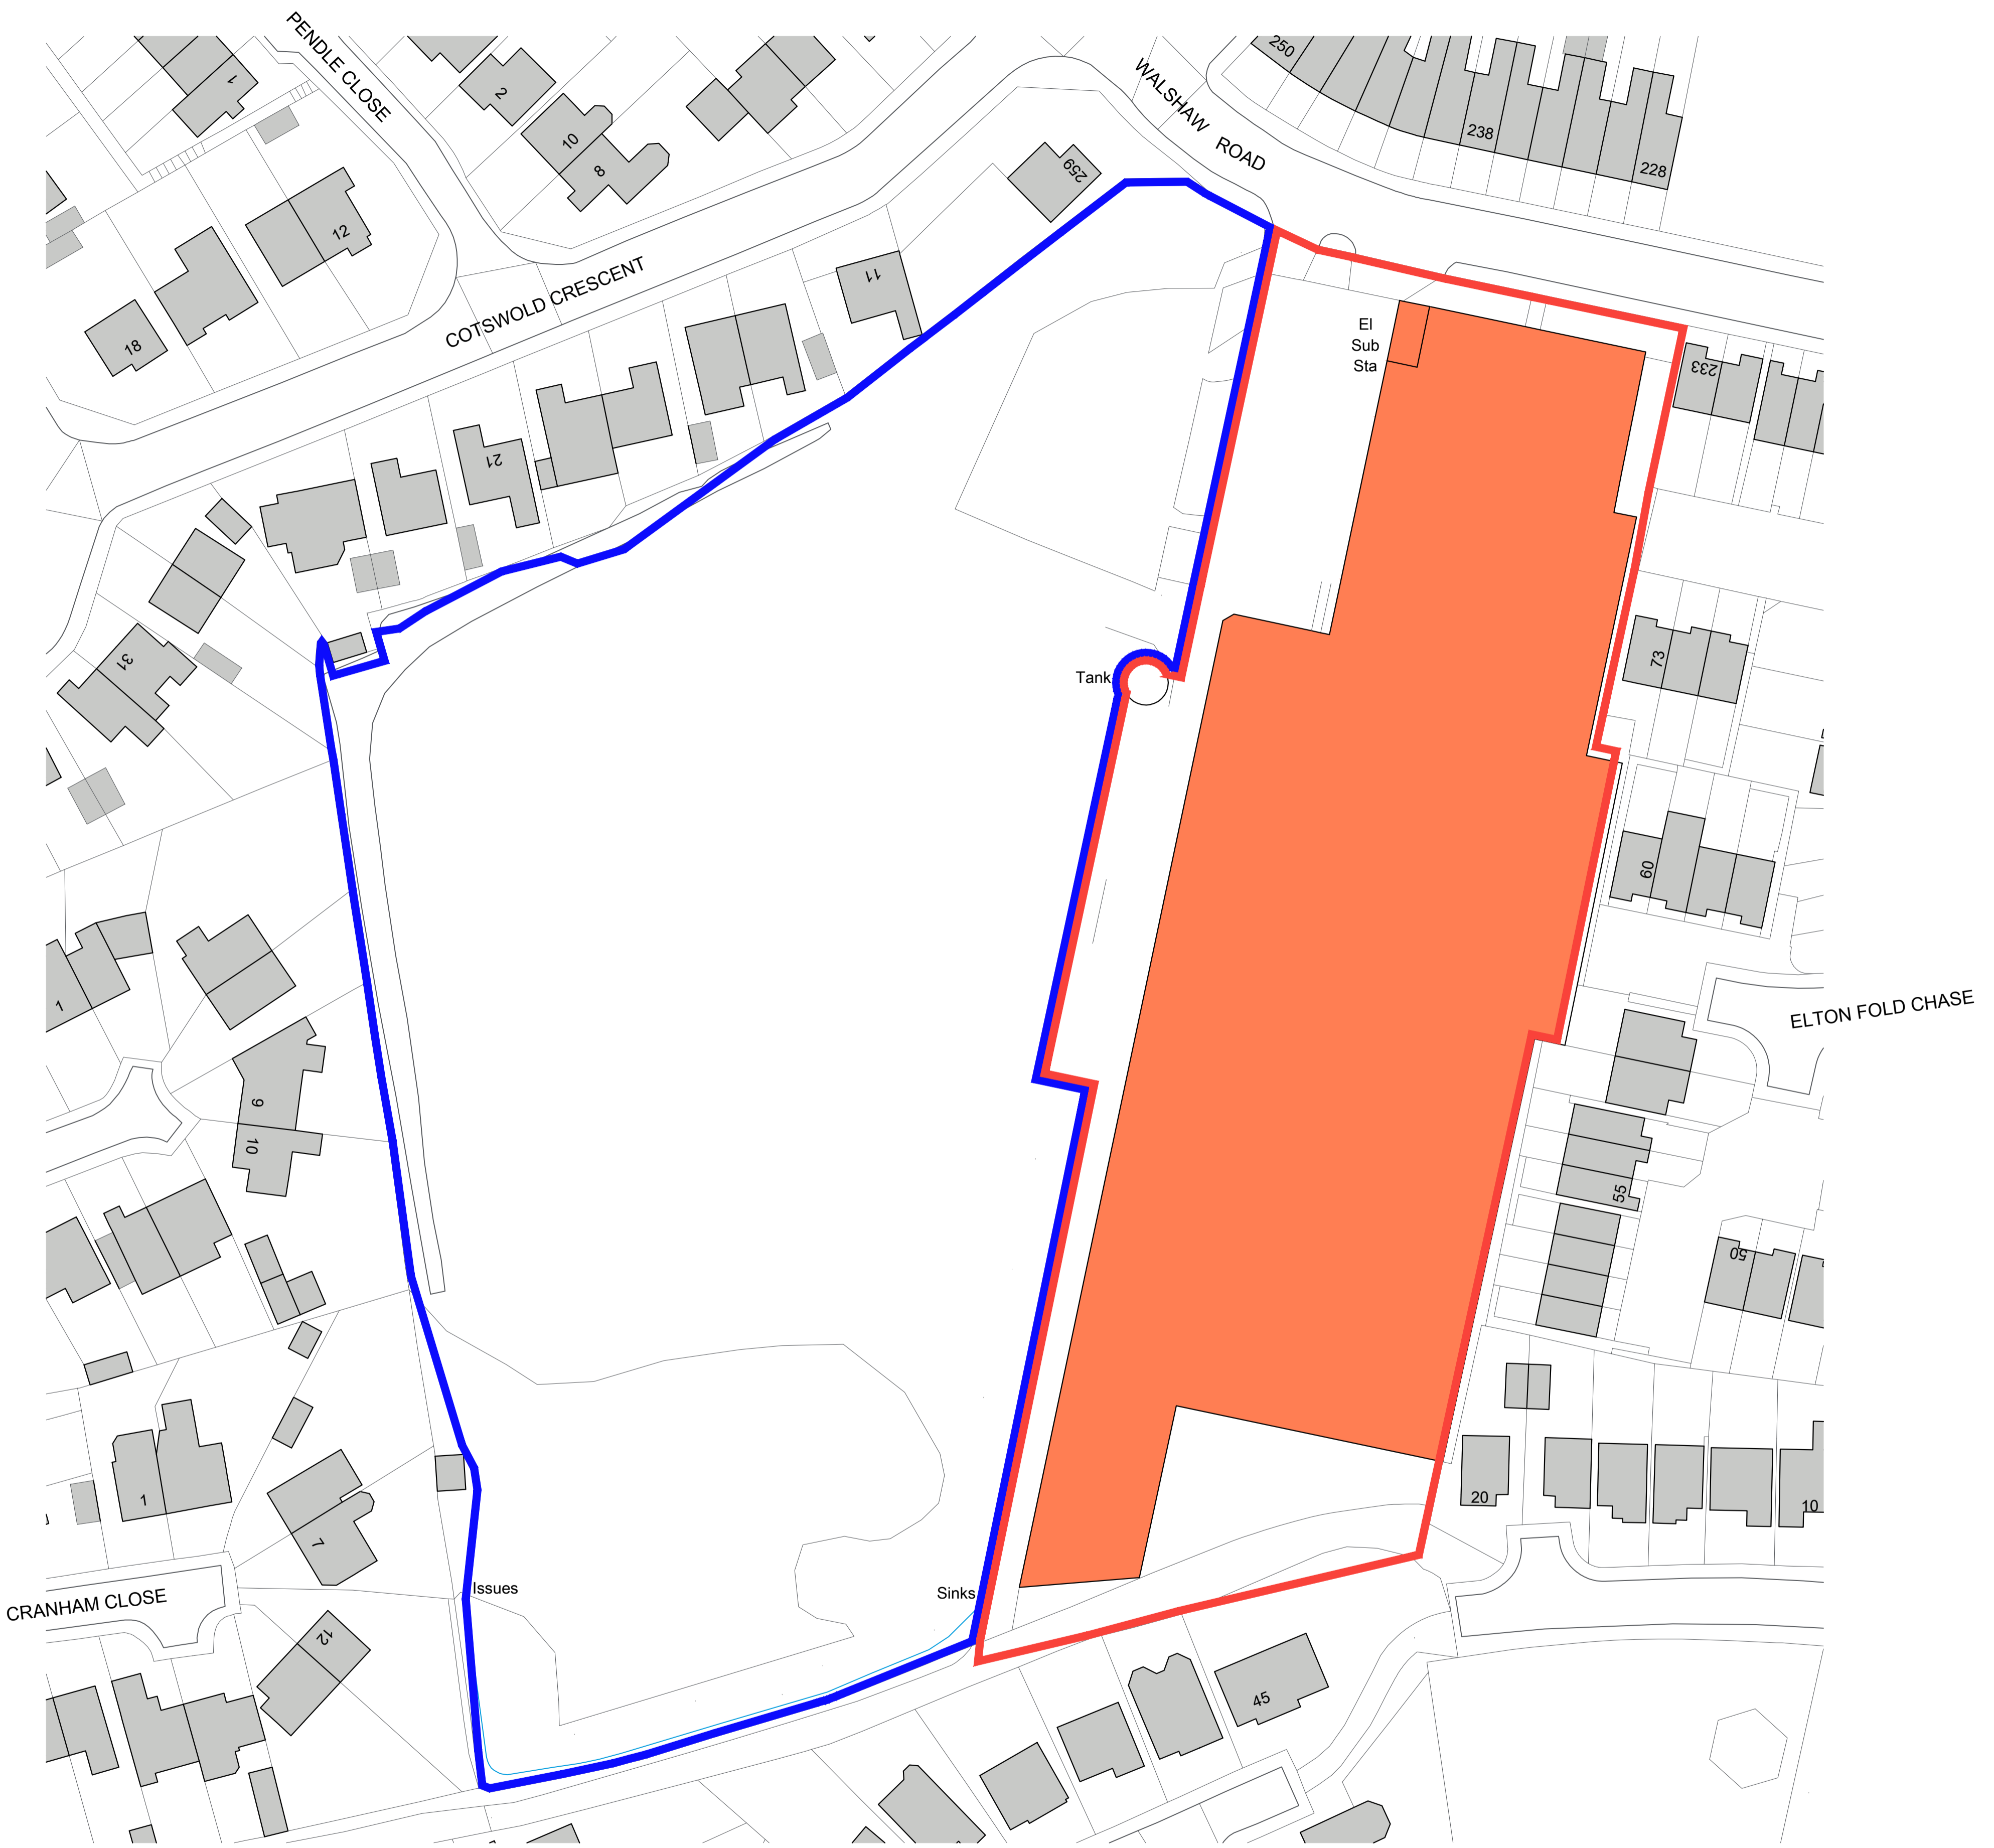 PENDLE CLOSE
250
WALSHAW ROAD
1
2
10
238
8
259
228
12
COTSWOLD CRESCENT
11
18
El
Sub
Sta
233
21
31
73
Tank
60
1
ELTON FOLD CHASE
9
10
55
50
1
20
10
7
Issues
Sinks
CRANHAM CLOSE
12
45